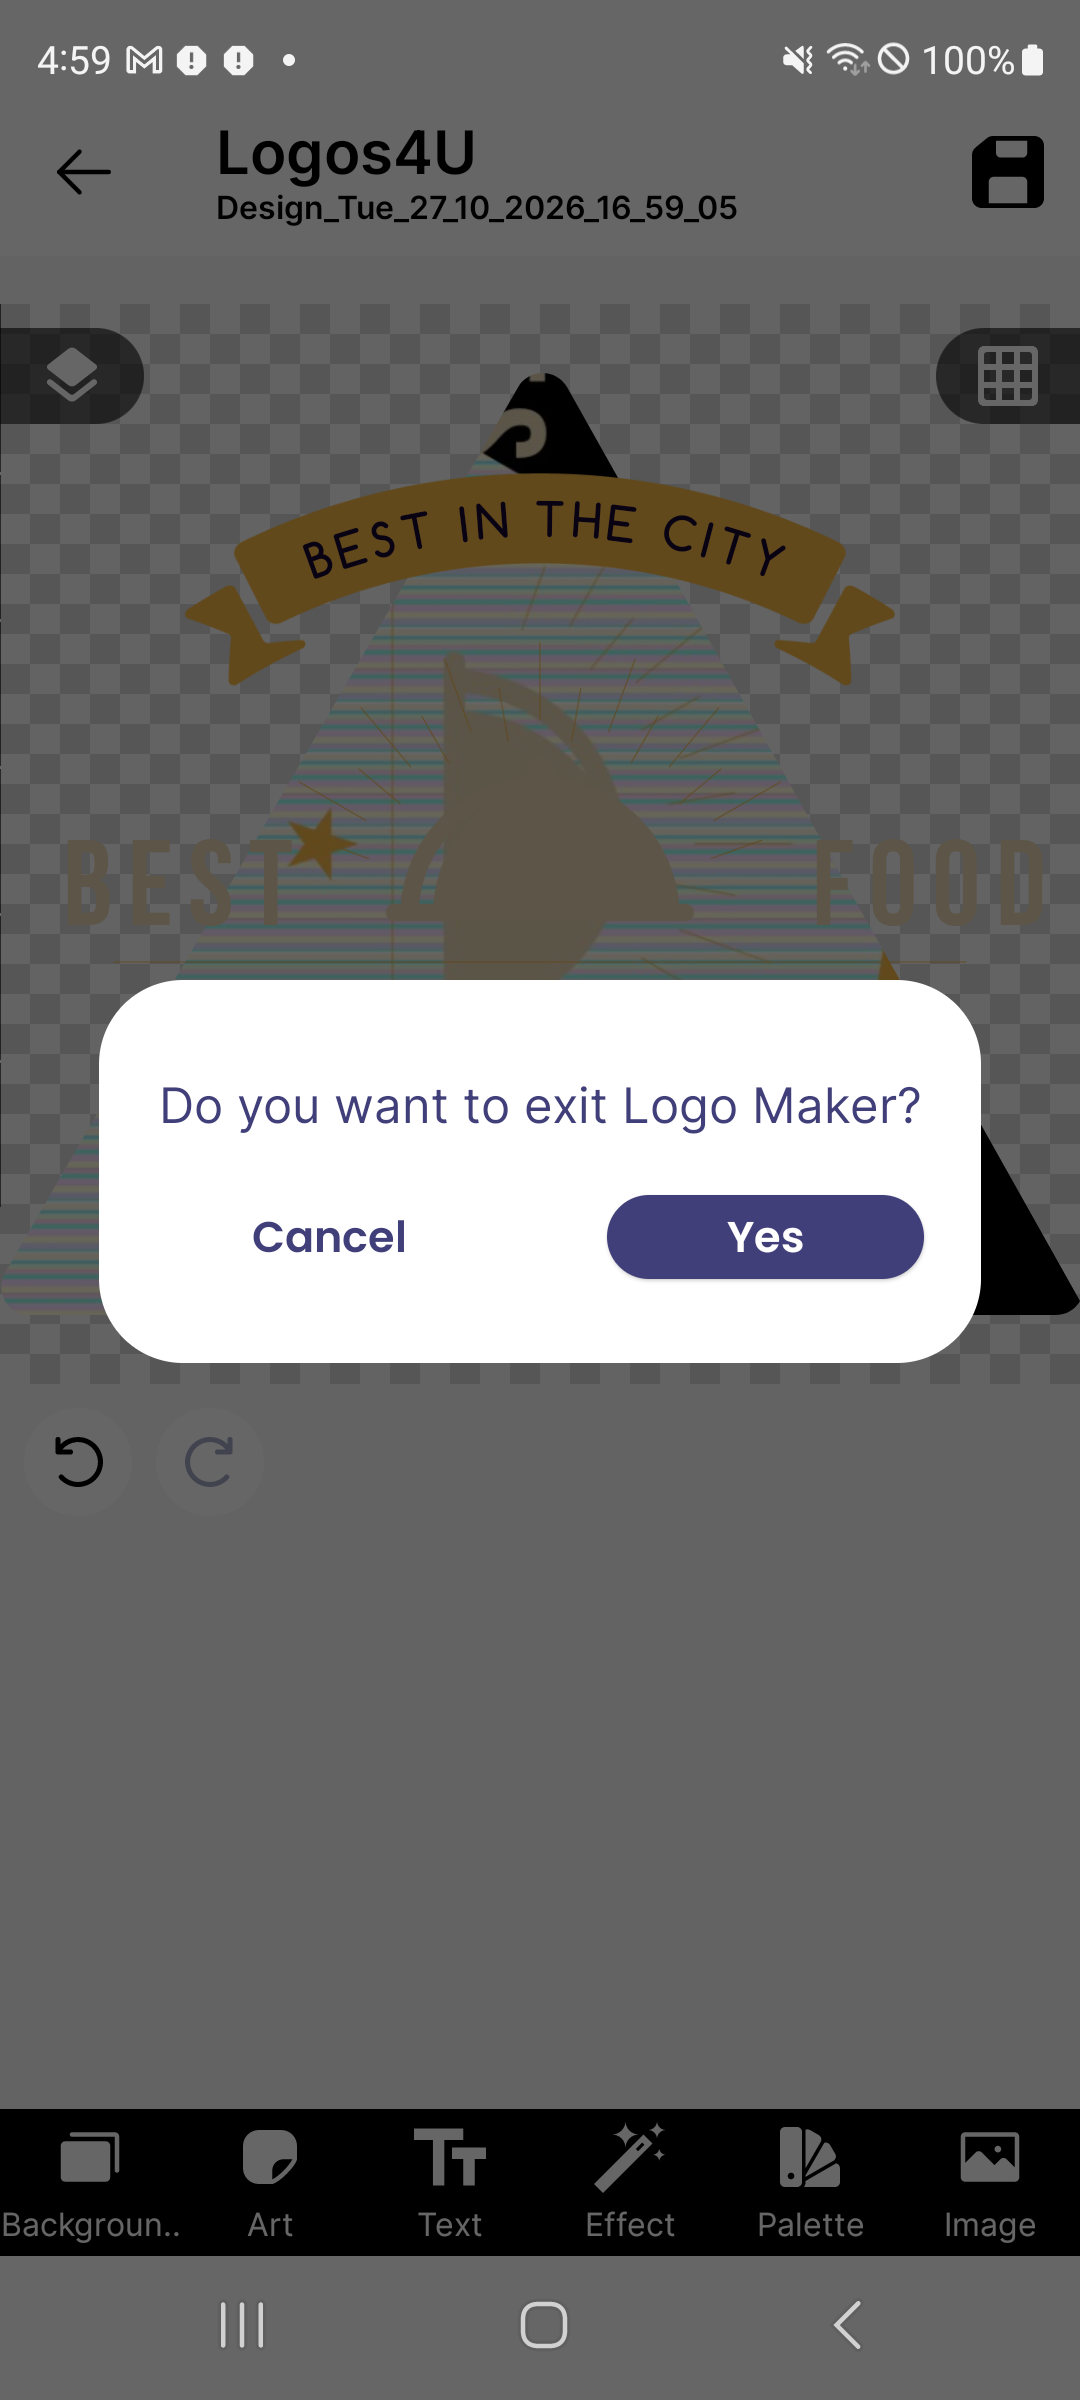 4:59 100%
Logos4U
Design_Tue_27_10_2026_16_59_05
BEST IN THE CITY
BEST FOOD
Do you want to exit Logo Maker?
Cancel Yes
Backgroun.. Art Text Effect Palette Image